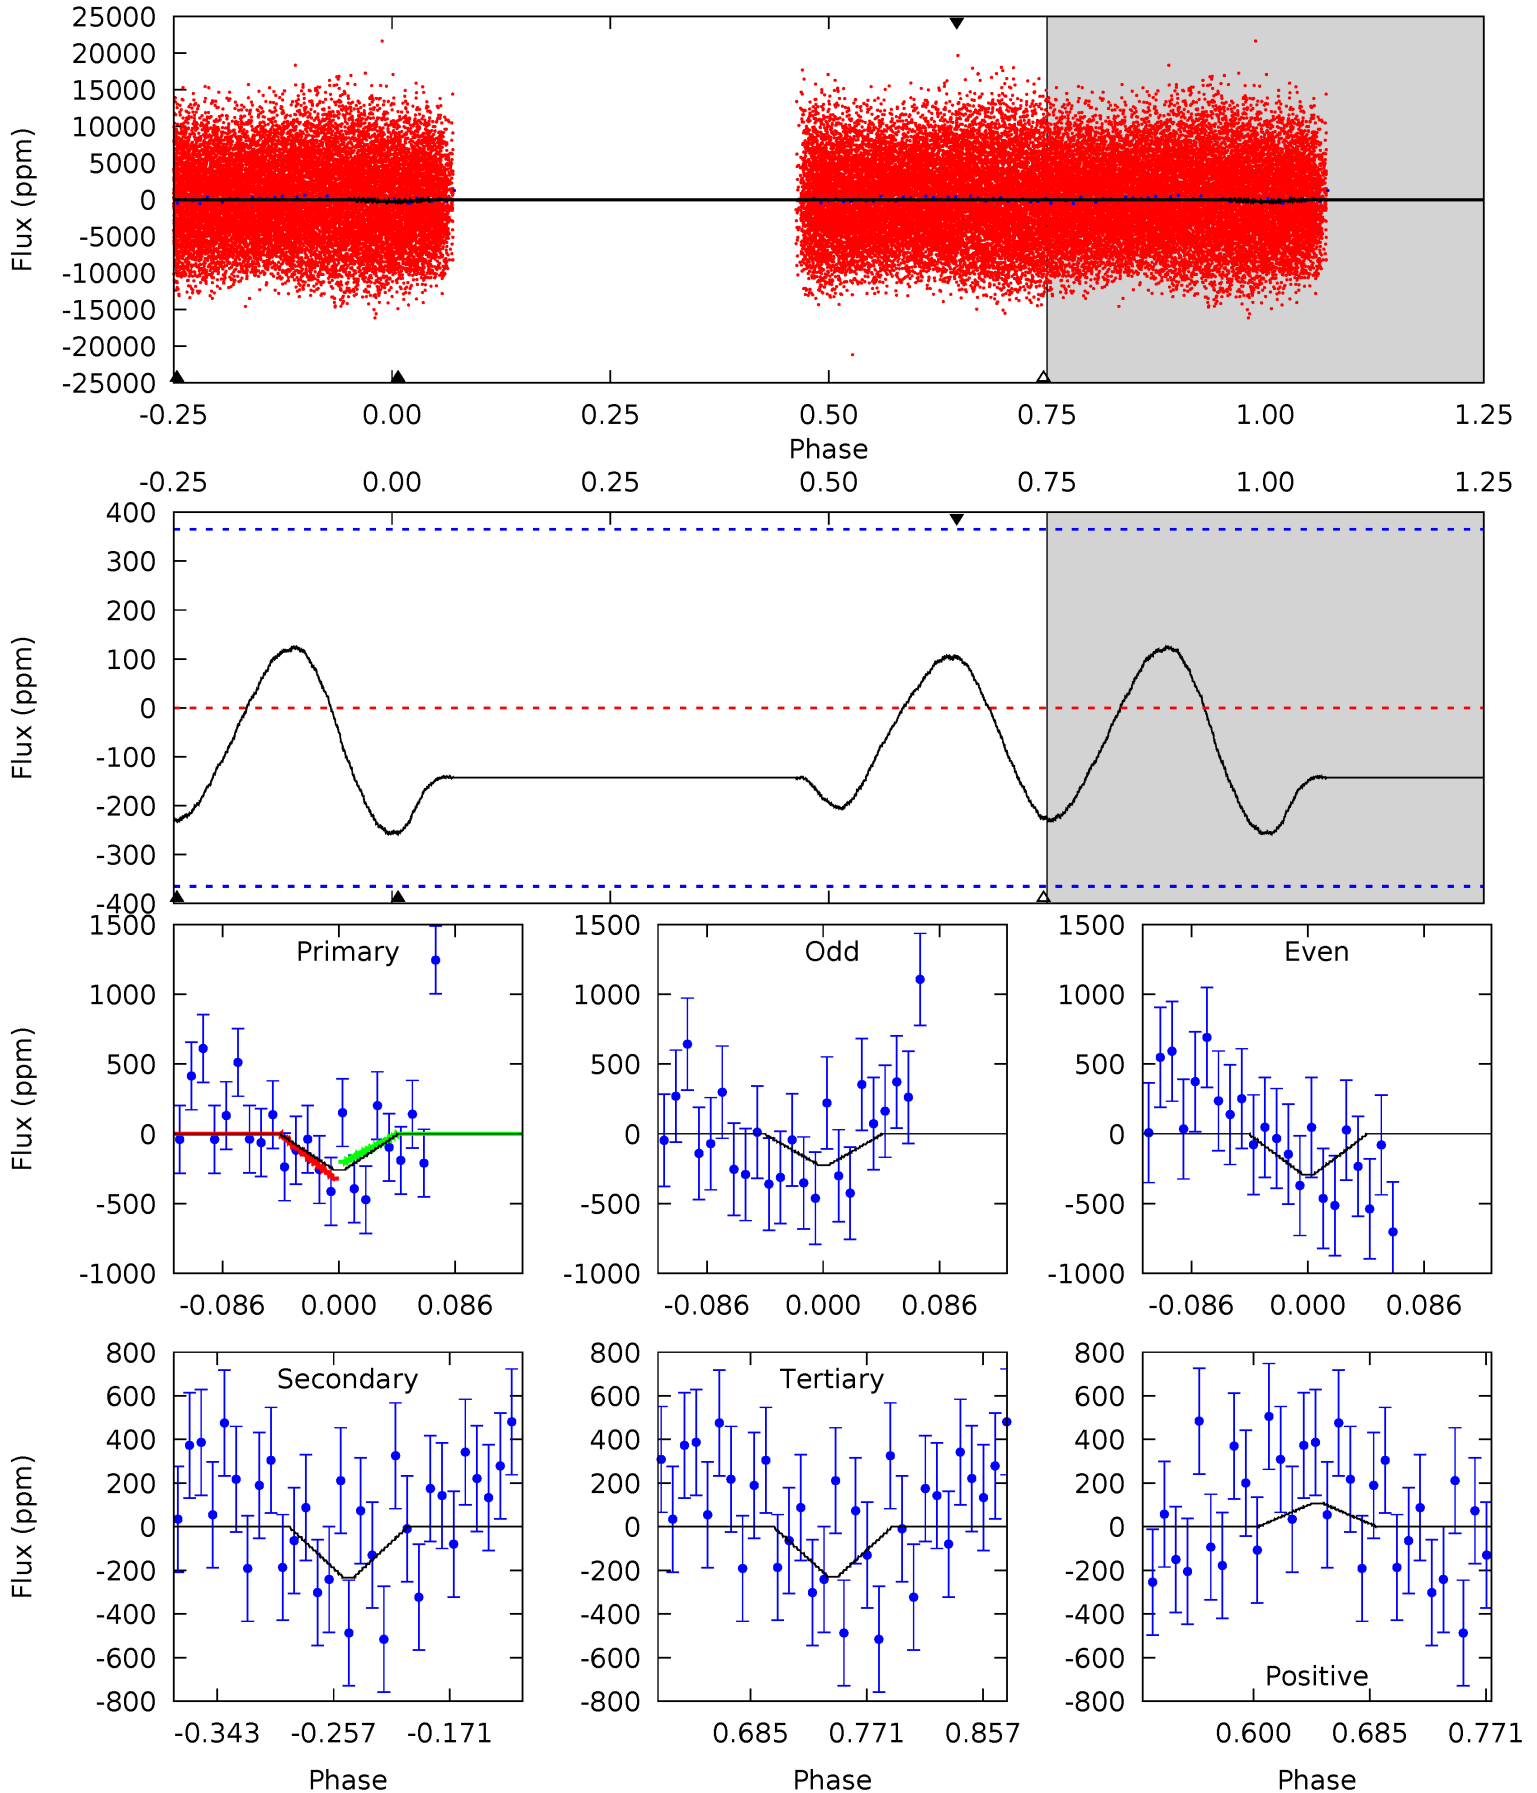 25000
20000
15000
10000
5000
0
-5000
-10000
-15000
-20000
-25000
Flux (ppm)
-0.25 0.00 0.25 0.50 0.75 1.00 1.25
Phase
-0.25 0.00 0.25 0.50 0.75 1.00 1.25
400
300
200
100
0
-100
-200
-300
-400
Flux (ppm)
Primary
1500
1000
500
0
-500
-1000
Flux (ppm)
-0.086 0.000 0.086
Odd
1500
1000
500
0
-500
-1000
-0.086 0.000 0.086
Even
1500
1000
500
0
-500
-1000
-0.086 0.000 0.086
Secondary
800
600
400
200
0
-200
-400
-600
-800
Flux (ppm)
-0.343 -0.257 -0.171
Phase
Tertiary
800
600
400
200
0
-200
-400
-600
-800
0.685 0.771 0.857
Phase
800
600
400
200
0
-200
-400
-600
-800
Positive
0.600 0.685 0.771
Phase